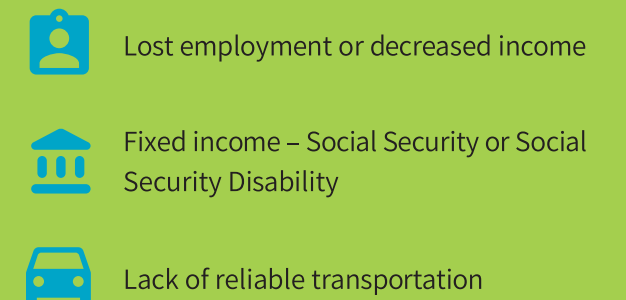 Lost employment or decreased income
Fixed income – Social Security or Social
Security Disability
Lack of reliable transportation